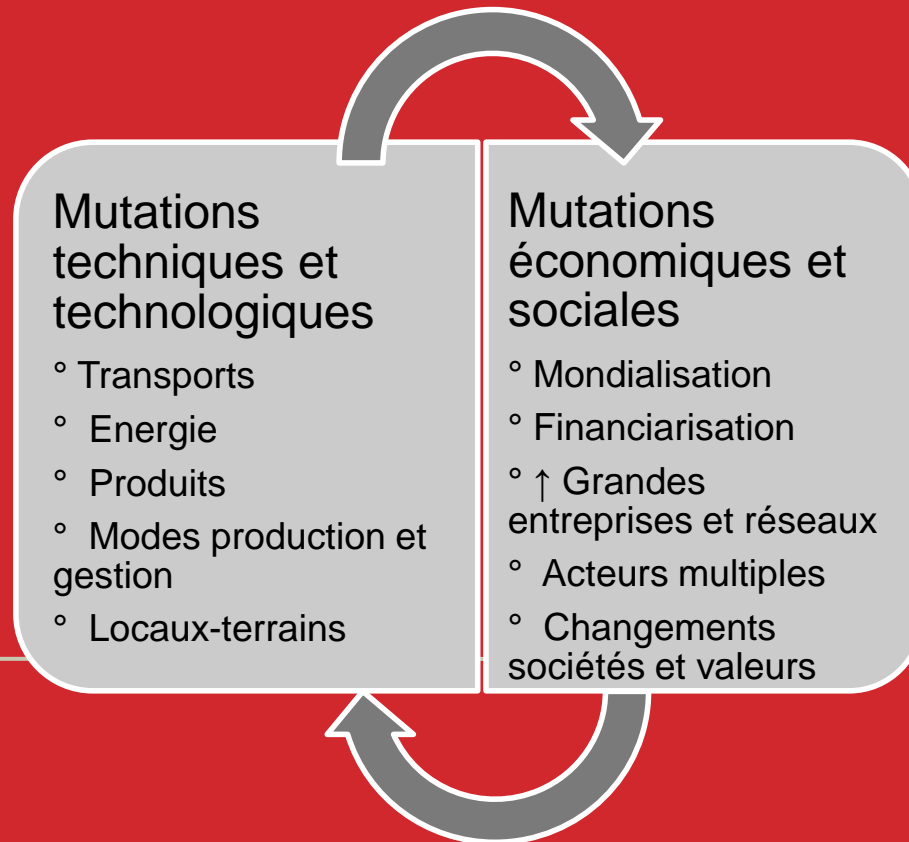 Mutations
techniques et
technologiques
° Transports
° Energie
° Produits
° Modes production et
gestion
° Locaux-terrains
Mutations
économiques et
sociales
° Mondialisation
° Financiarisation
° ↑ Grandes
entreprises et réseaux
° Acteurs multiples
° Changements
sociétés et valeurs